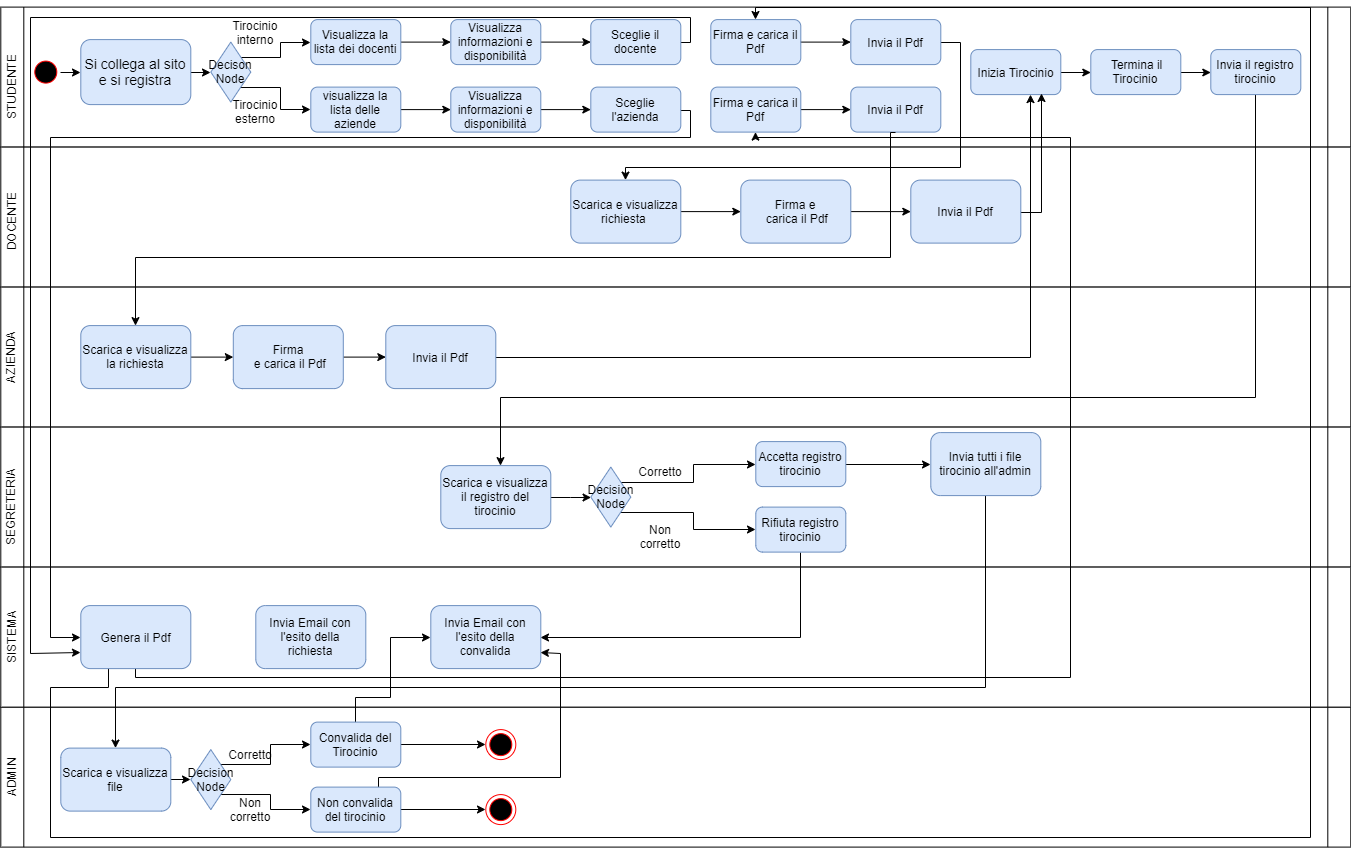 STUDENTE
Si collega al sito
e si registra
Decison
Node
Tirocinio
interno
Tirocinio
esterno
Visualizza la
lista dei docenti
Visualizza
informazioni e
disponibilità
Sceglie il
docente
visualizza la
lista delle
aziende
Visualizza
informazioni e
disponibilità
Sceglie
l'azienda
Firma e carica il
Pdf
Invia il Pdf
Firma e carica il
Pdf
Invia il Pdf
Inizia Tirocinio
Termina il
Tirocinio
Invia il registro
tirocinio
DOCENTE
Scarica e visualizza
richiesta
Firma e
carica il Pdf
Invia il Pdf
AZIENDA
Scarica e visualizza
la richiesta
Firma
e carica il Pdf
Invia il Pdf
SEGRETERIA
Scarica e visualizza
il registro del
tirocinio
Decision
Node
Corretto
Non
corretto
Accetta registro
tirocinio
Rifiuta registro
tirocinio
Invia tutti i file
tirocinio all'admin
SISTEMA
Genera il Pdf
Invia Email con
l'esito della
richiesta
Invia Email con
l'esito della
convalida
ADMIN
Scarica e visualizza
file
Decision
Node
Corretto
Non
corretto
Convalida del
Tirocinio
Non convalida
del tirocinio